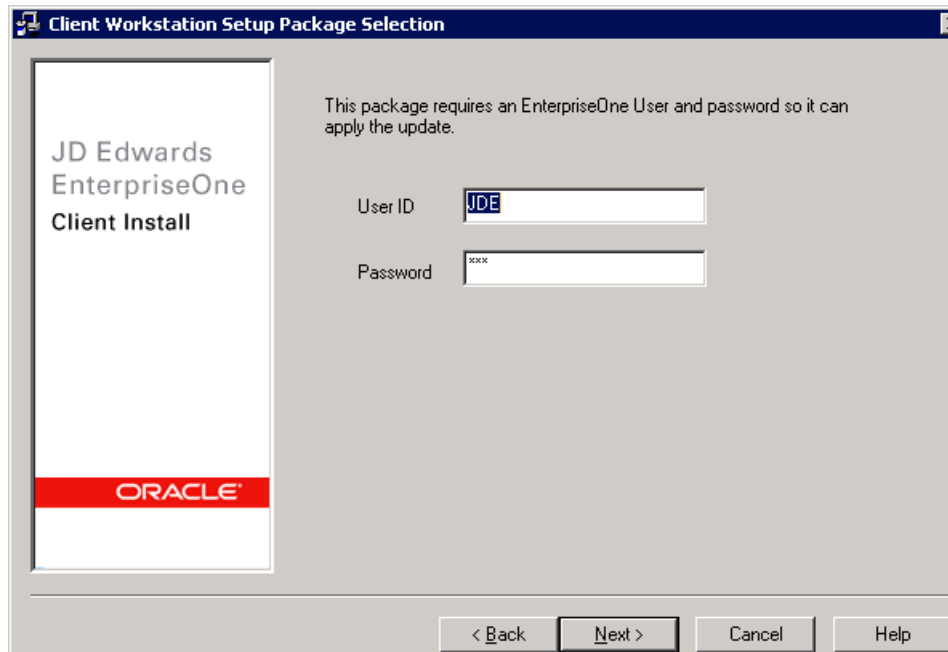 Client Workstation Setup Package Selection
This package requires an EnterpriseOne User and password so it can
apply the update.
JD Edwards
EnterpriseOne
Client Install
User ID
JDE
Password
***
ORACLE
< Back
Next >
Cancel
Help